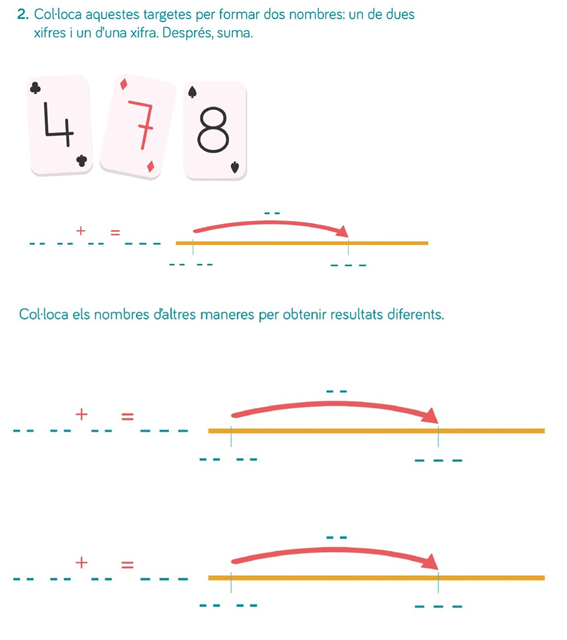 2. Col·loca aquestes targetes per formar dos nombres: un de dues
xifres i un d'una xifra. Després, suma.
4 7 8
+ =
Col·loca els nombres d'altres maneres per obtenir resultats diferents.
+ =
+ =